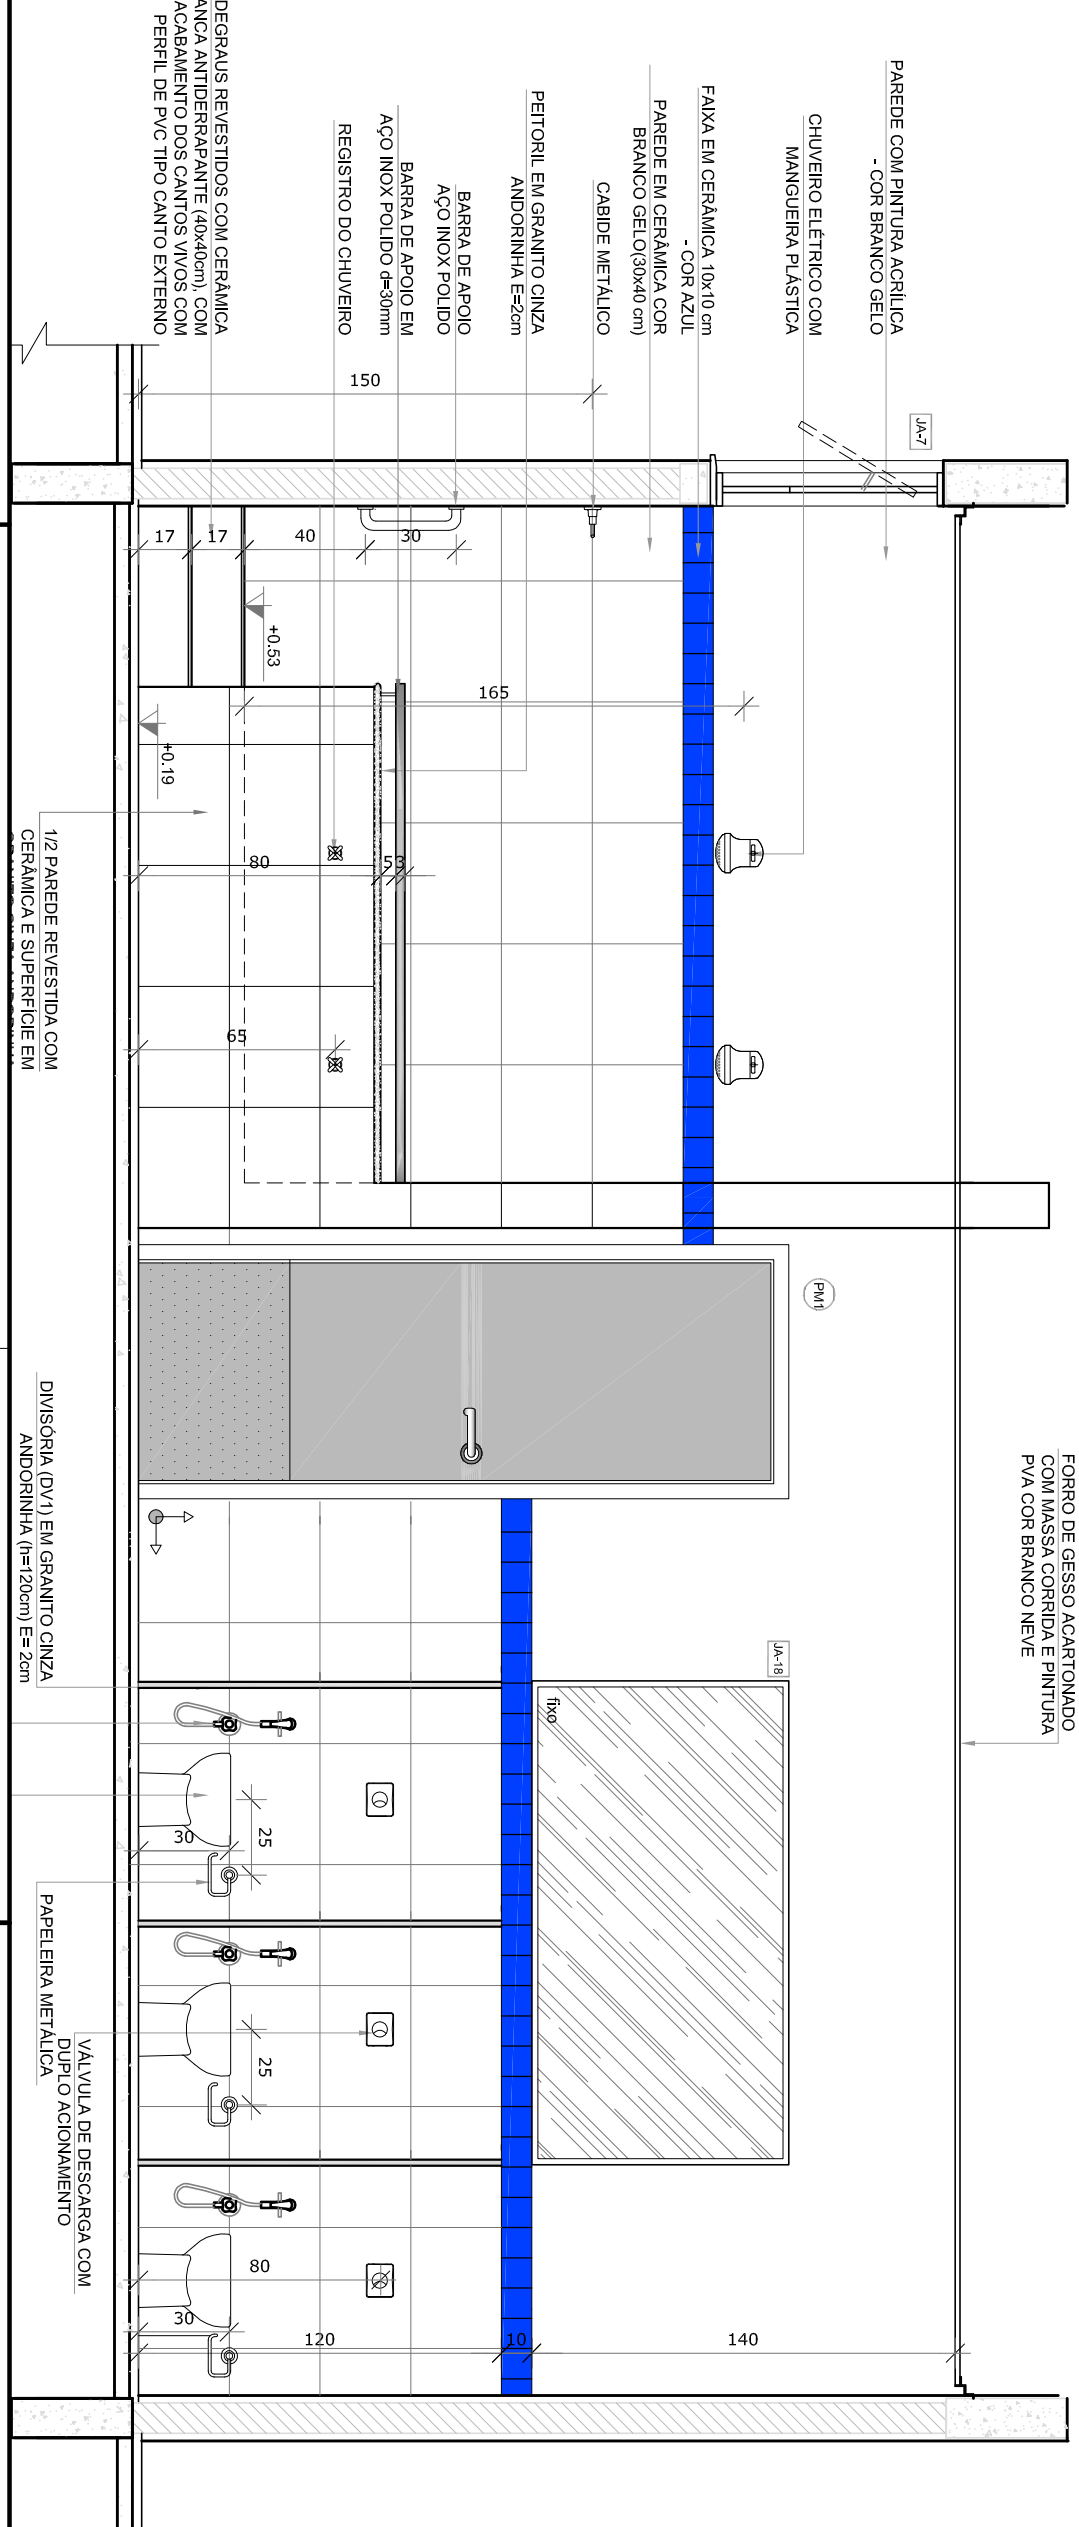 PAREDE COM PINTURA ACRÍLICA
- COR BRANCO GELO
CHUVEIRO ELÉTRICO COM
MANGUEIRA PLÁSTICA
FAIXA EM CERÂMICA 10x10 cm
- COR AZUL
PAREDE EM CERÂMICA COR
BRANCO GELO(30x40 cm)
CABIDE METÁLICO
PEITORIL EM GRANITO CINZA
ANDORINHA E=2cm
BARRA DE APOIO
AÇO INOX POLIDO
BARRA DE APOIO EM
AÇO INOX POLIDO d=30mm
REGISTRO DO CHUVEIRO
DEGRAUS REVESTIDOS COM CERÂMICA
ANCA ANTIDERRAPANTE (40x40cm), COM
ACABAMENTO DOS CANTOS VIVOS COM
PERFIL DE PVC TIPO CANTO EXTERNO
JA-7
150
17
17
40
30
+0.53
+0.19
165
80
53
65
1/2 PAREDE REVESTIDA COM
CERÂMICA E SUPERFÍCIE EM
PM1
FORRO DE GESSO ACARTONADO
COM MASSA CORRIDA E PINTURA
PVA COR BRANCO NEVE
DIVISÓRIA (DV1) EM GRANITO CINZA
ANDORINHA (h=120cm) E= 2cm
JA-18
fixo
25
30
25
PAPELEIRA METÁLICA
VÁLVULA DE DESCARGA COM
DUPLO ACIONAMENTO
80
30
120
10
140